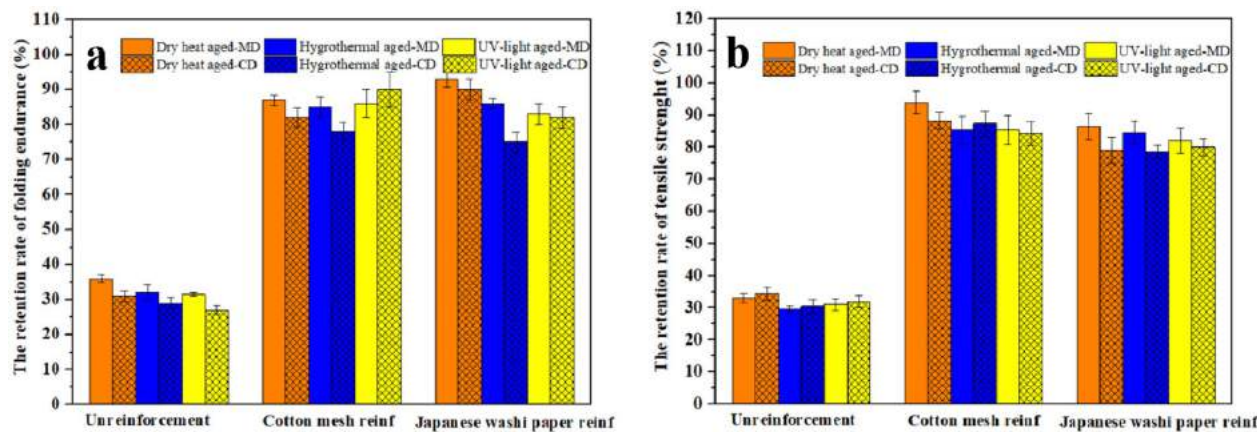 a
Dry heat aged-MD Hygrothermal aged-MD UV-light aged-MD
Dry heat aged-CD Hygrothermal aged-CD UV-light aged-CD
The retention rate of folding endurance (%)
110
100
90
80
70
60
50
40
30
20
10
0
Unreinforcement Cotton mesh reinf Japanese washi paper reinf
b
Dry heat aged-MD Hygrothermal aged-MD UV-light aged-MD
Dry heat aged-CD Hygrothermal aged-CD UV-light aged-CD
The retention rate of tensile strenght (%)
120
110
100
90
80
70
60
50
40
30
20
10
0
Unreinforcement Cotton mesh reinf Japanese washi paper reinf